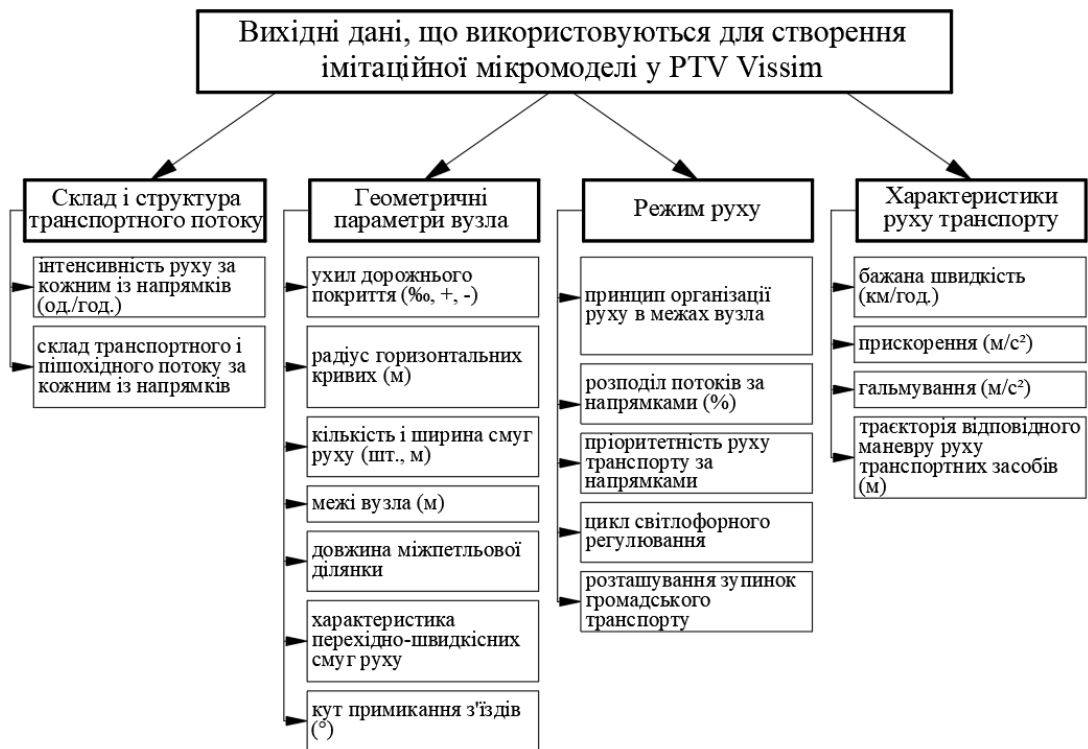 Вихідні дані, що використовуються для створення
імітаційної мікромоделі у PTV Vissim
Склад і структура
транспортного потоку
інтенсивність руху за
кожним із напрямків
(од./год.)
склад транспортного і
пішохідного потоку за
кожним із напрямків
Геометричні
параметри вузла
ухил дорожнього
покриття (‰, +, -)
радіус горизонтальних
кривих (м)
кількість і ширина смуг
руху (шт., м)
межі вузла (м)
довжина міжпетльової
ділянки
характеристика
перехідно-швидкісних
смуг руху
кут примикання з'їздів
(°)
Режим руху
принцип організації
руху в межах вузла
розподіл потоків за
напрямками (%)
пріоритетність руху
транспорту за
напрямками
цикл світлофорного
регулювання
розташування зупинок
громадського
транспорту
Характеристики
руху транспорту
бажана швидкість
(км/год.)
прискорення (м/с²)
гальмування (м/с²)
траєкторія відповідного
маневру руху
транспортних засобів
(м)